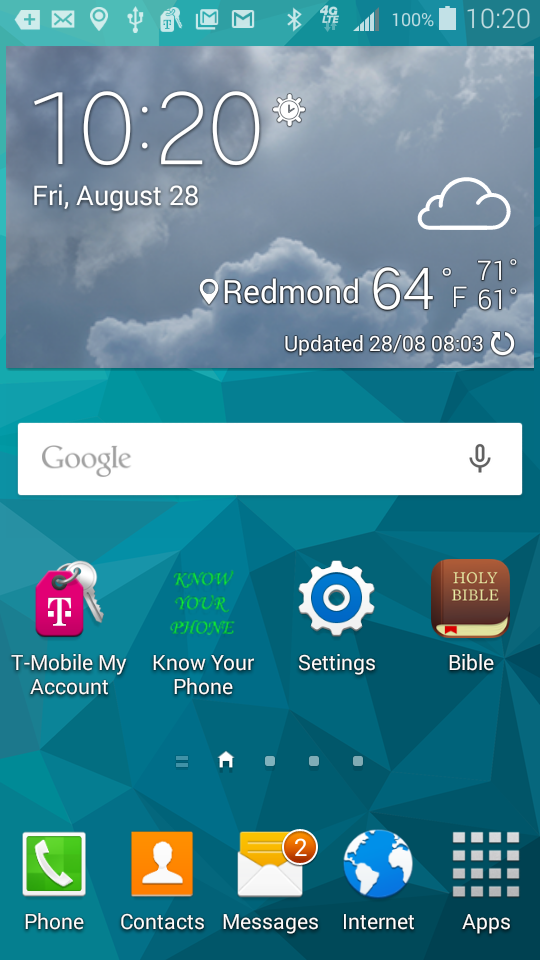 4G
LTE
100%
10:20
10:20
Fri, August 28
Redmond 64°F 71° 61°
Updated 28/08 08:03
Google
T
KNOW
YOUR
PHONE
HOLY
BIBLE
T-Mobile My
Account
Know Your
Phone
Settings
Bible
2
Phone
Contacts
Messages
Internet
Apps